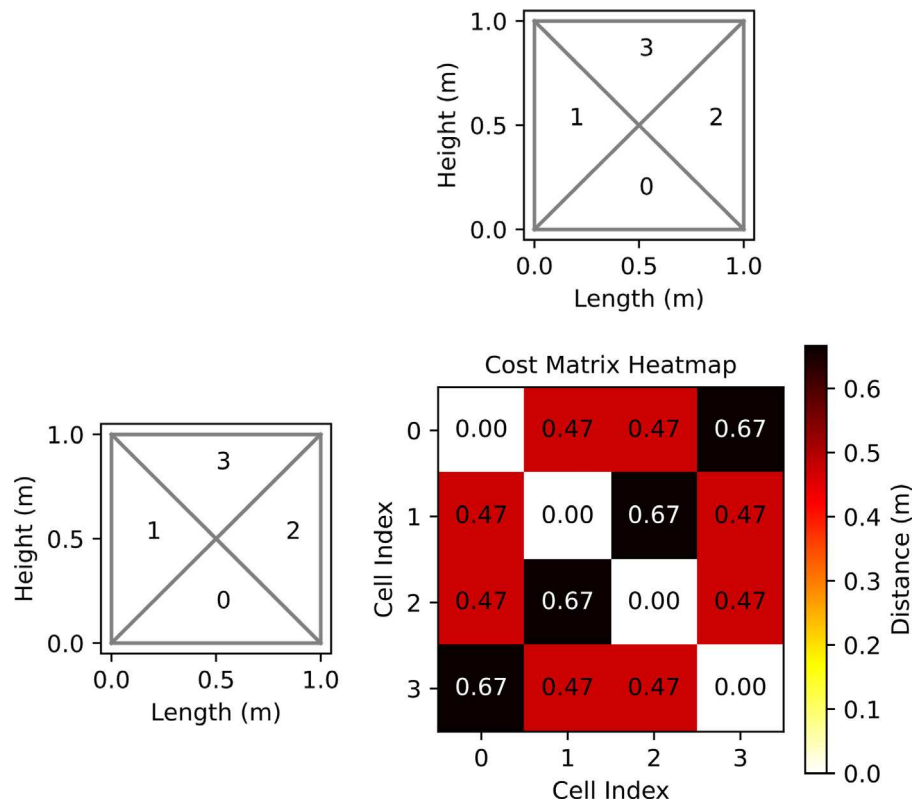 1.0
0.5
0.0
Height (m)
3
1
2
0
0.0 0.5 1.0
Length (m)
1.0
0.5
0.0
Height (m)
3
1
2
0
0.0 0.5 1.0
Length (m)
Cost Matrix Heatmap
0 0.00 0.47 0.47 0.67
1 0.47 0.00 0.67 0.47
2 0.47 0.67 0.00 0.47
3 0.67 0.47 0.47 0.00
0 1 2 3
Cell Index
Cell Index
0.6
0.5
0.4
0.3
0.2
0.1
0.0
Distance (m)